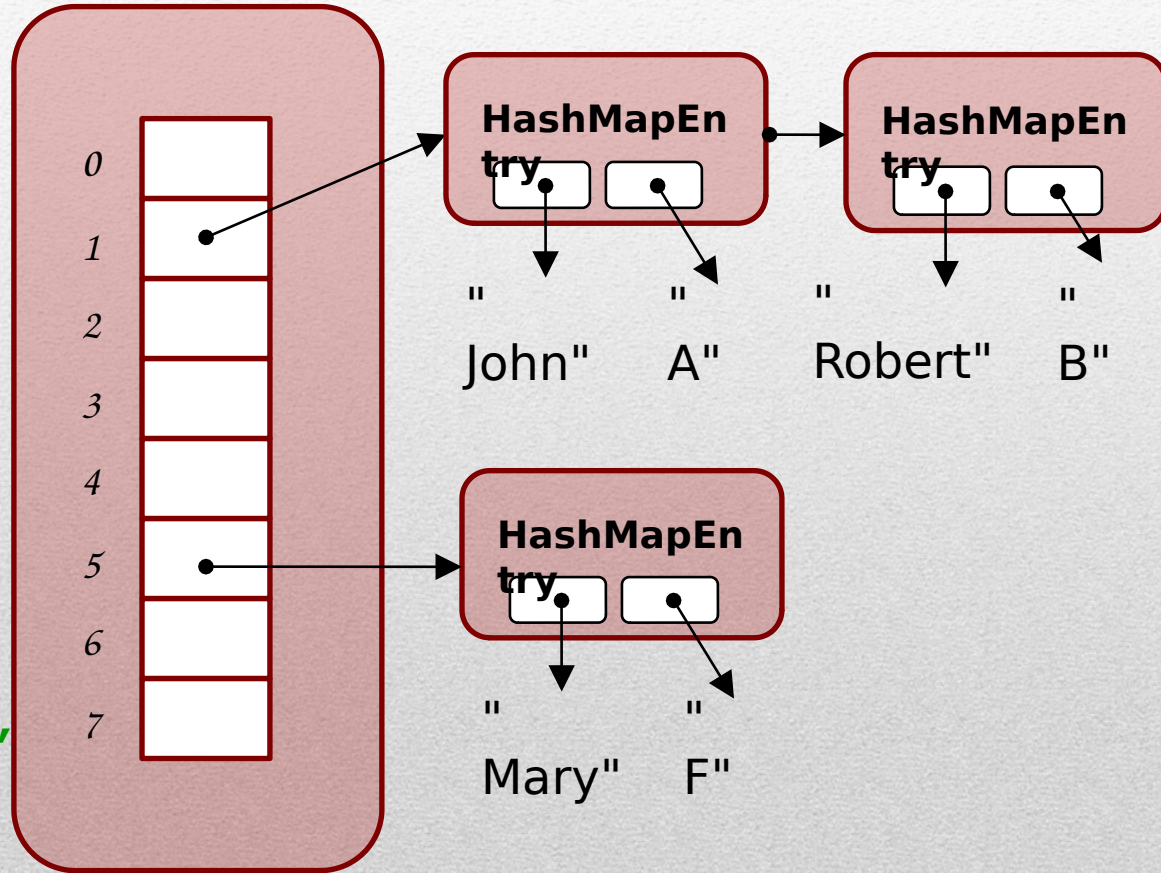 0
1
2
3
4
5
6
7
HashMapEn
try
"
John"
"
A"
HashMapEn
try
"
Robert"
"
B"
HashMapEn
try
"
Mary"
"
F"